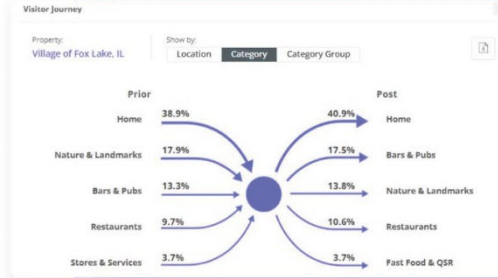 Visitor Journey
Property:
Village of Fox Lake, IL
Show by:
Location Category Category Group
Prior Post
Home 38.9% 40.9% Home
Nature & Landmarks 17.9% 17.5% Bars & Pubs
Bars & Pubs 13.3% 13.8% Nature & Landmarks
Restaurants 9.7% 10.6% Restaurants
Stores & Services 3.7% 3.7% Fast Food & QSR